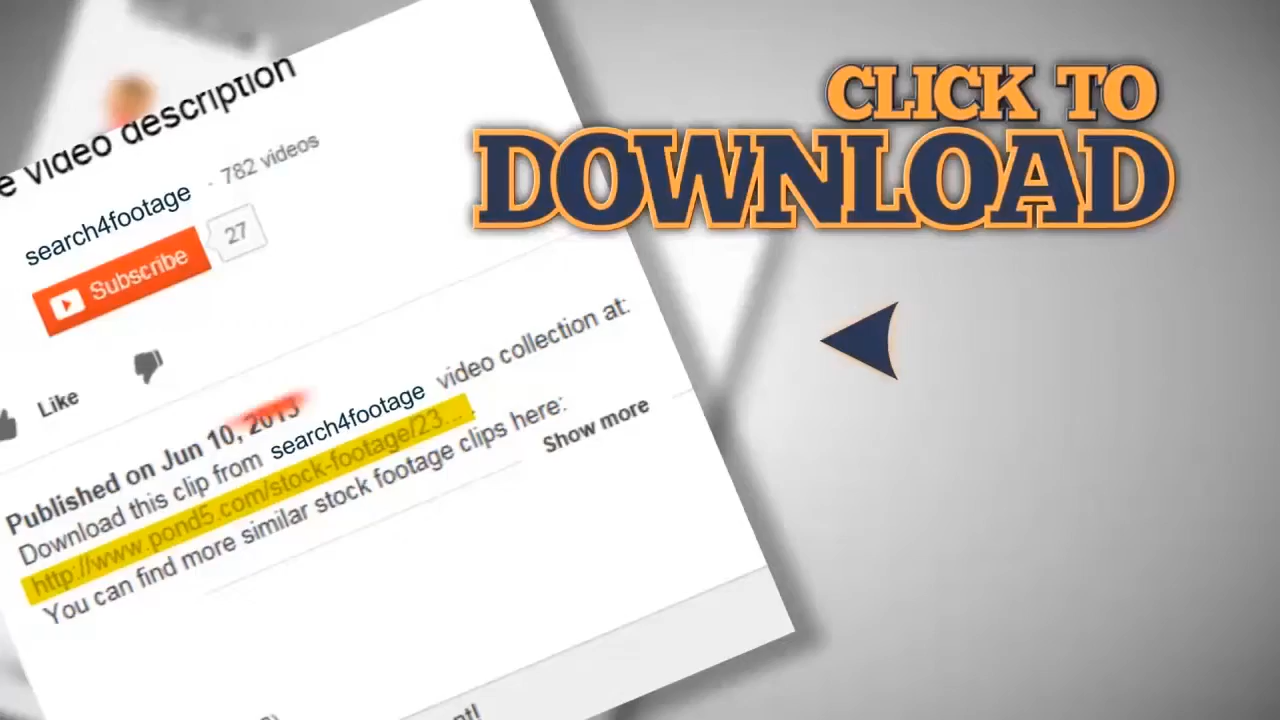 CLICK TO
DOWNLOAD
e video description
search4footage · 782 videos
Subscribe 27
Like
Published on Jun 10, 2013
Download this clip from search4footage video collection at:
http://www.pond5.com/stock-footage/23...
You can find more similar stock footage clips here:
Show more